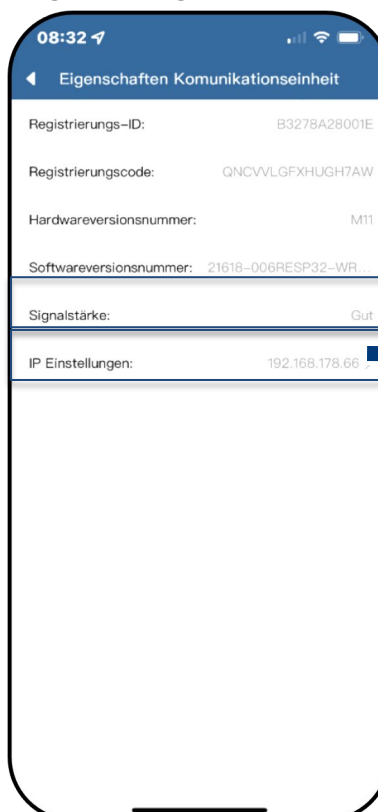 08:32
Eigenschaften Komunikationseinheit
Registrierungs-ID: B3278A28001E
Registrierungscode: QNCVVLGFXHUGH7AW
Hardwareversionsnummer: M11
Softwareversionsnummer: 21618-006RESP32-WR...
Signalstärke: Gut
IP Einstellungen: 192.168.178.66